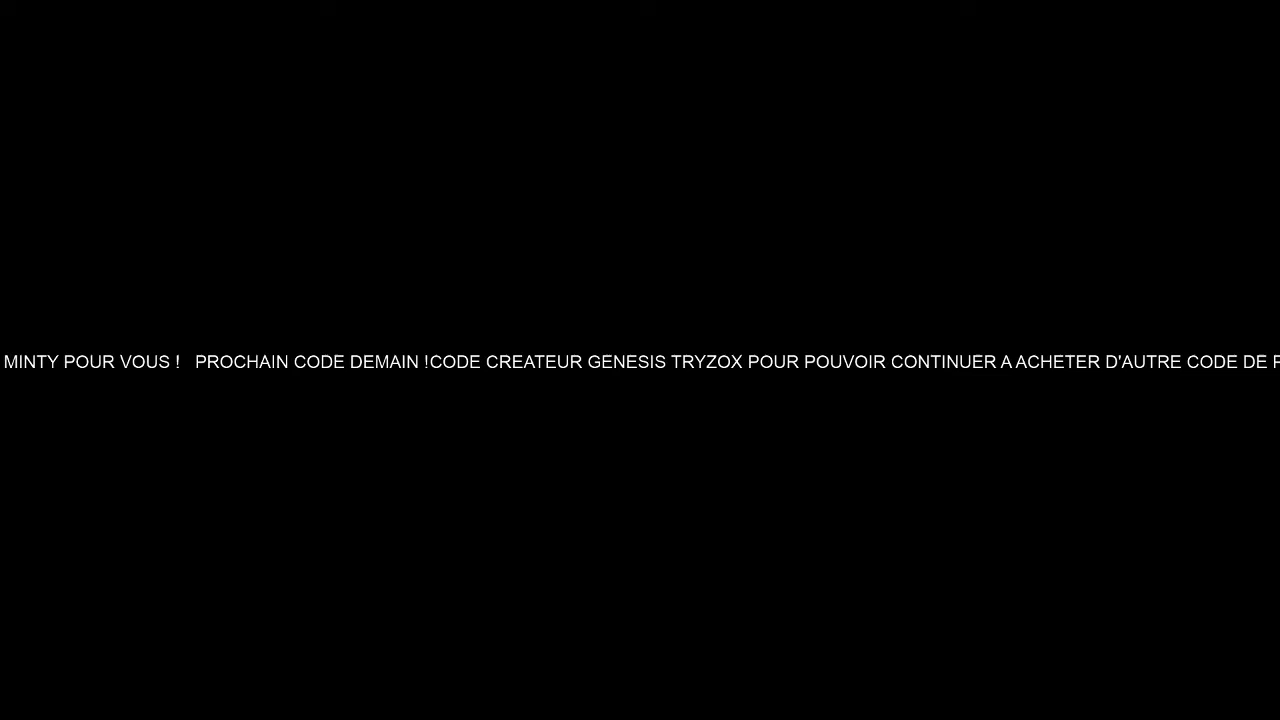 MINTY POUR VOUS !   PROCHAIN CODE DEMAIN !CODE CREATEUR GENESIS TRYZOX POUR POUVOIR CONTINUER A ACHETER D'AUTRE CODE DE